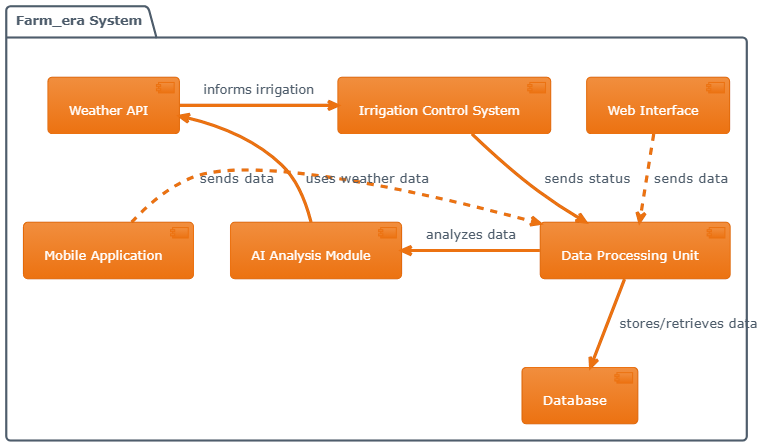 Farm_era System
Weather API
informs irrigation
Irrigation Control System
Web Interface
sends data
uses weather data
sends status
sends data
Mobile Application
AI Analysis Module
analyzes data
Data Processing Unit
stores/retrieves data
Database